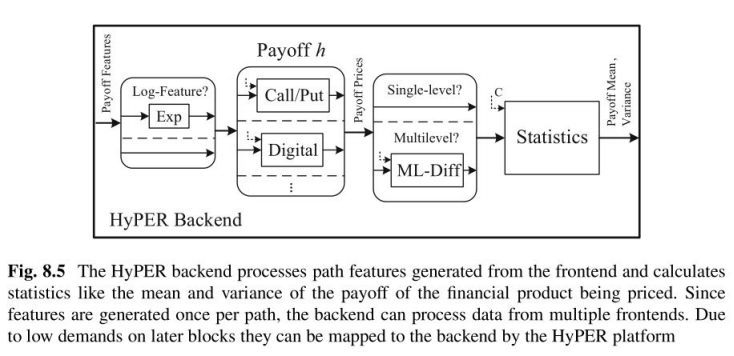 Payoff Features
Log-Feature?
Exp
Payoff h
Call/Put
Digital
⋮
Payoff Prices
Single-level?
Multilevel?
ML-Diff
C
Statistics
Payoff Mean,
Variance
HyPER Backend
Fig. 8.5 The HyPER backend processes path features generated from the frontend and calculates
statistics like the mean and variance of the payoff of the financial product being priced. Since
features are generated once per path, the backend can process data from multiple frontends. Due
to low demands on later blocks they can be mapped to the backend by the HyPER platform